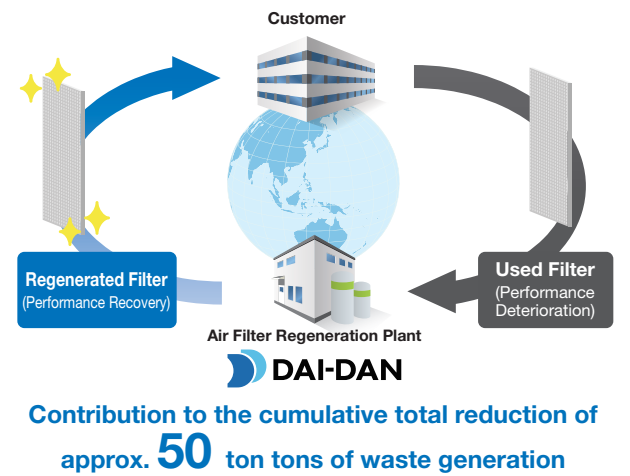 Customer
Regenerated Filter
(Performance Recovery)
Used Filter
(Performance
Deterioration)
Air Filter Regeneration Plant
DAI-DAN
Contribution to the cumulative total reduction of
approx. 50 ton tons of waste generation